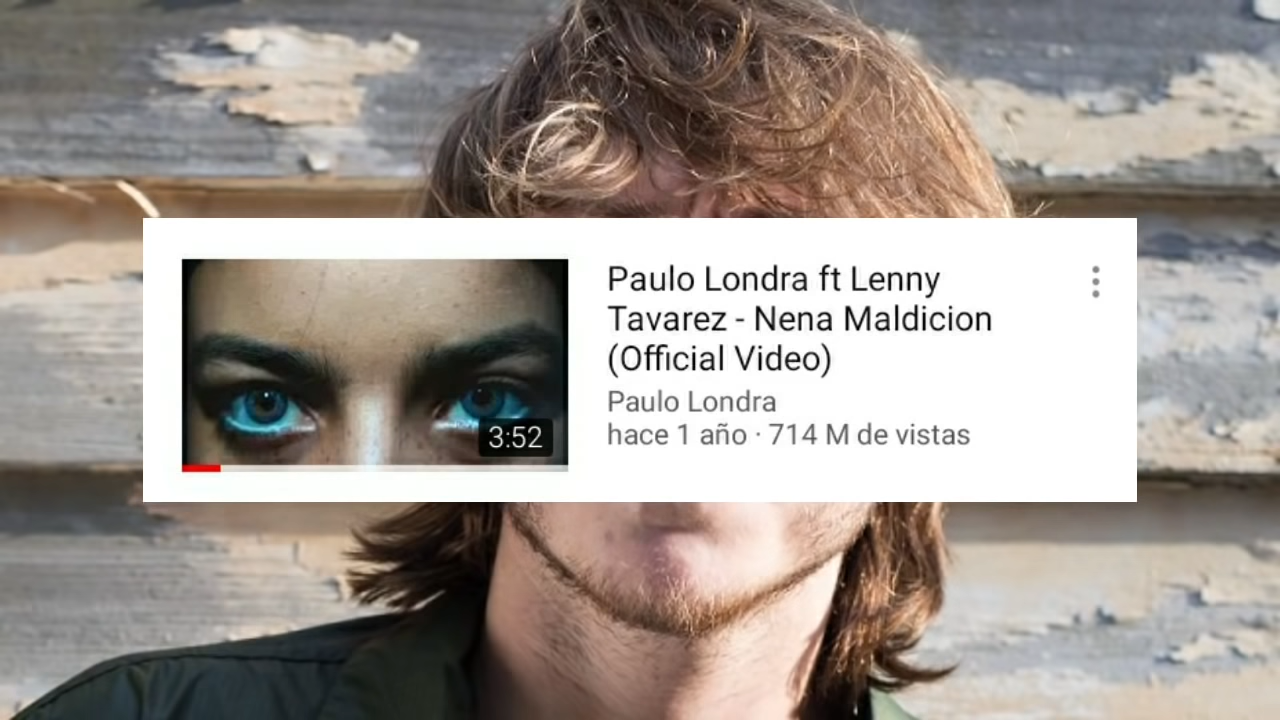 Paulo Londra ft Lenny
Tavarez - Nena Maldicion
(Official Video)
Paulo Londra
hace 1 año · 714 M de vistas
3:52